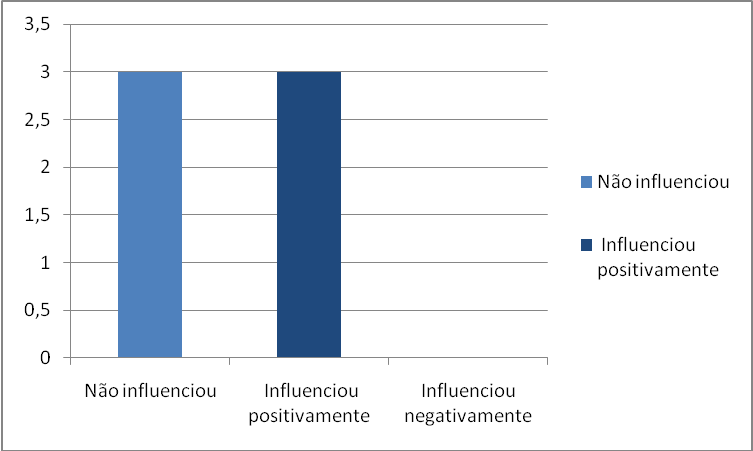 3,5
3
2,5
2
1,5
1
0,5
0
Não influenciou
Influenciou
positivamente
Influenciou
negativamente
Não influenciou
Influenciou
positivamente